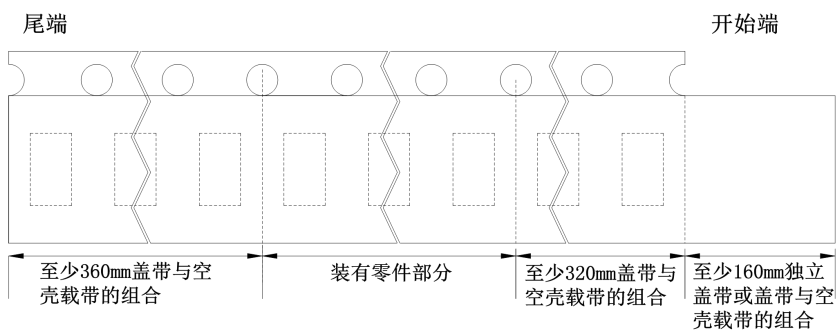 尾端
开始端
至少360mm盖带与空
壳载带的组合
装有零件部分
至少320mm盖带与
空壳载带的组合
至少160mm独立
盖带或盖带与空
壳载带的组合